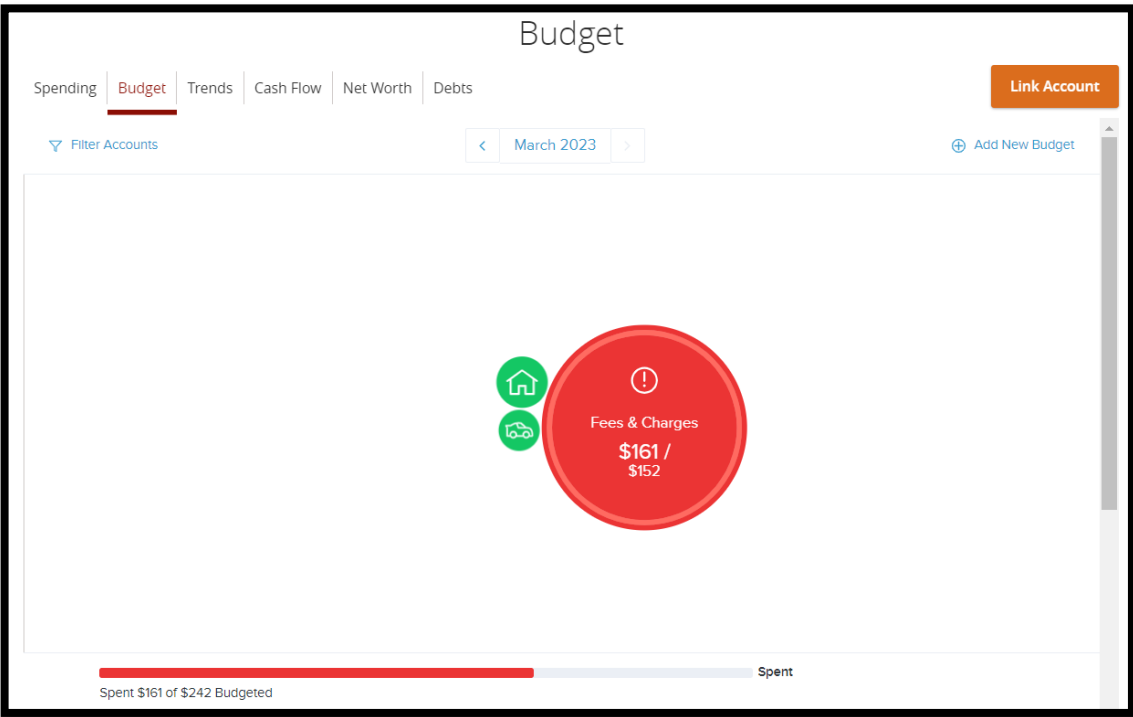 Budget
Spending Budget Trends Cash Flow Net Worth Debts
Link Account
Filter Accounts
March 2023
Add New Budget
Fees & Charges
$161 /
$152
Spent
Spent $161 of $242 Budgeted